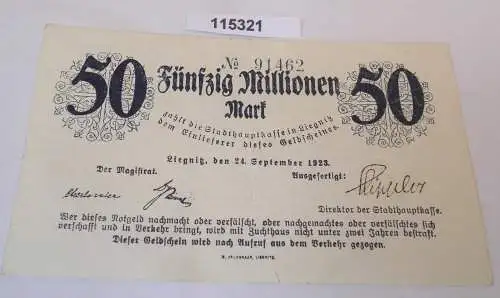 115321
№ 91462
50 Fünfzig Millionen 50
Mark
zahlt die Stadthauptkasse in Liegnitz
dem Einlieferer dieses Geldscheines.
Liegnitz, den 24. September 1923.
Der Magistrat. Ausgefertigt:
Direktor der Stadthauptkasse.
Wer dieses Notgeld nachmacht oder verfälscht, oder nachgemachtes oder verfälschtes sich
verschafft und in Verkehr bringt, wird mit Zuchthaus nicht unter zwei Jahren bestraft.
Dieser Geldschein wird nach Aufruf aus dem Verkehr gezogen.
LIEGNITZ.